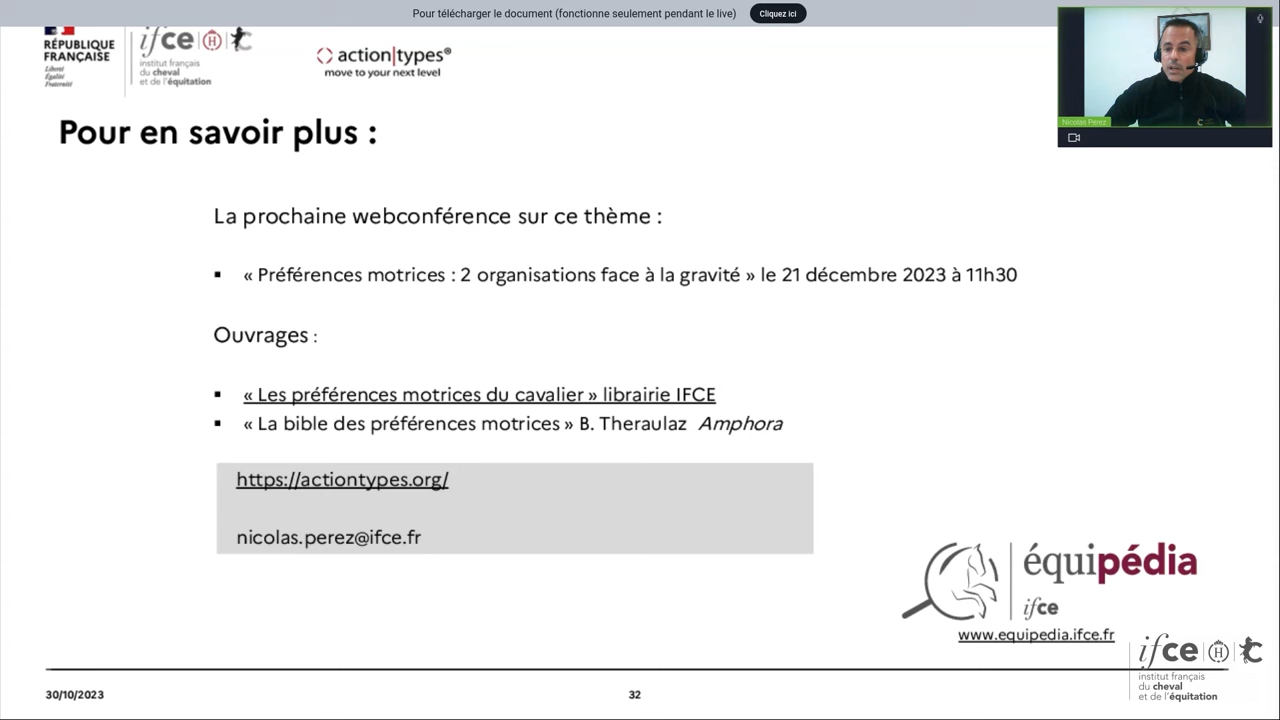 Pour télécharger le document (fonctionne seulement pendant le live) Cliquez ici
RÉPUBLIQUE
FRANÇAISE
Liberté
Égalité
Fraternité
ifce
institut français
du cheval
et de l'équitation
action|types®
move to your next level
Nicolas Perez
Pour en savoir plus :
La prochaine webconférence sur ce thème :
▪ « Préférences motrices : 2 organisations face à la gravité » le 21 décembre 2023 à 11h30
Ouvrages :
▪ « Les préférences motrices du cavalier » librairie IFCE
▪ « La bible des préférences motrices » B. Theraulaz Amphora
https://actiontypes.org/
nicolas.perez@ifce.fr
équipédia
ifce
www.equipedia.ifce.fr
ifce H
institut français
du cheval
et de l'équitation
30/10/2023
32